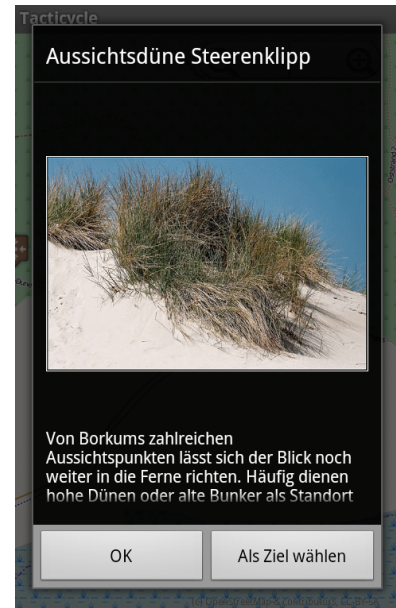 Tacticycle
Aussichtsdüne Steerenklipp
Von Borkums zahlreichen
Aussichtspunkten lässt sich der Blick noch
weiter in die Ferne richten. Häufig dienen
hohe Dünen oder alte Bunker als Standort
OK
Als Ziel wählen